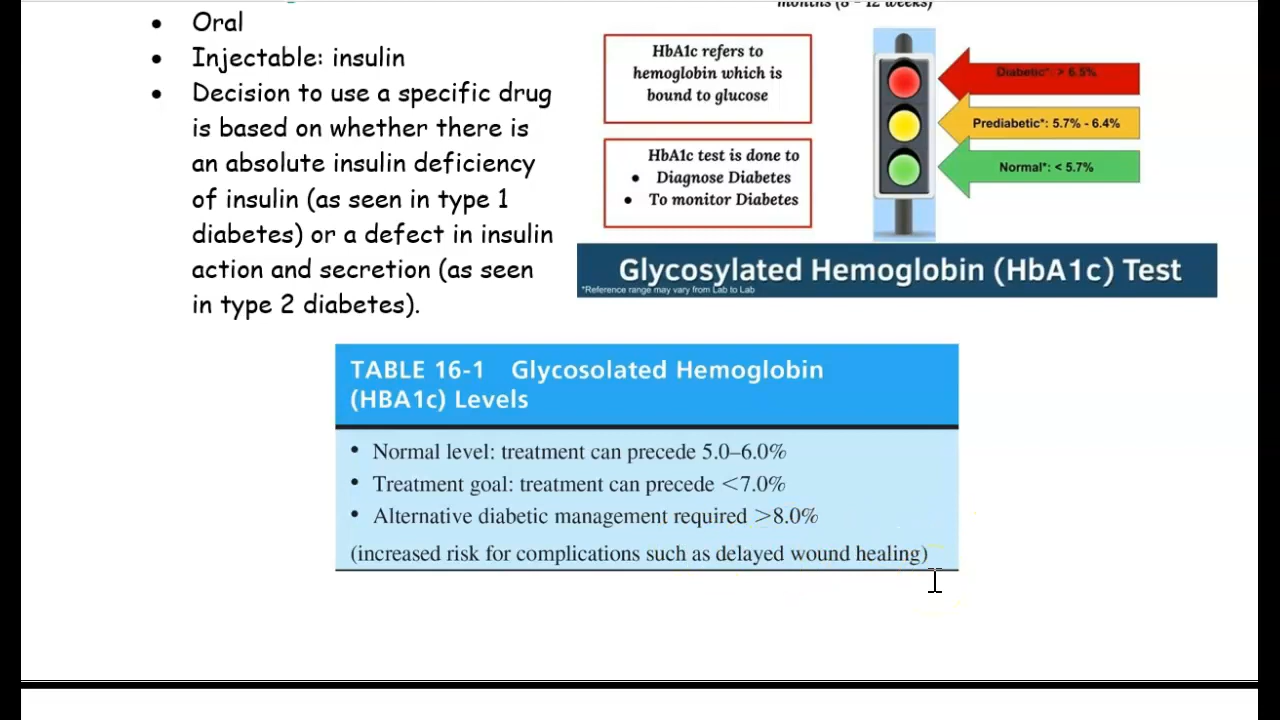 • Oral
• Injectable: insulin
• Decision to use a specific drug
is based on whether there is
an absolute insulin deficiency
of insulin (as seen in type 1
diabetes) or a defect in insulin
action and secretion (as seen
in type 2 diabetes).
months (8 - 12 weeks)
HbA1c refers to
hemoglobin which is
bound to glucose
HbA1c test is done to
• Diagnose Diabetes
• To monitor Diabetes
Diabetic*: > 6.5%
Prediabetic*: 5.7% - 6.4%
Normal*: < 5.7%
Glycosylated Hemoglobin (HbA1c) Test
*Reference range may vary from Lab to Lab
TABLE 16-1 Glycosolated Hemoglobin
(HBA1c) Levels
• Normal level: treatment can precede 5.0–6.0%
• Treatment goal: treatment can precede <7.0%
• Alternative diabetic management required >8.0%
(increased risk for complications such as delayed wound healing)